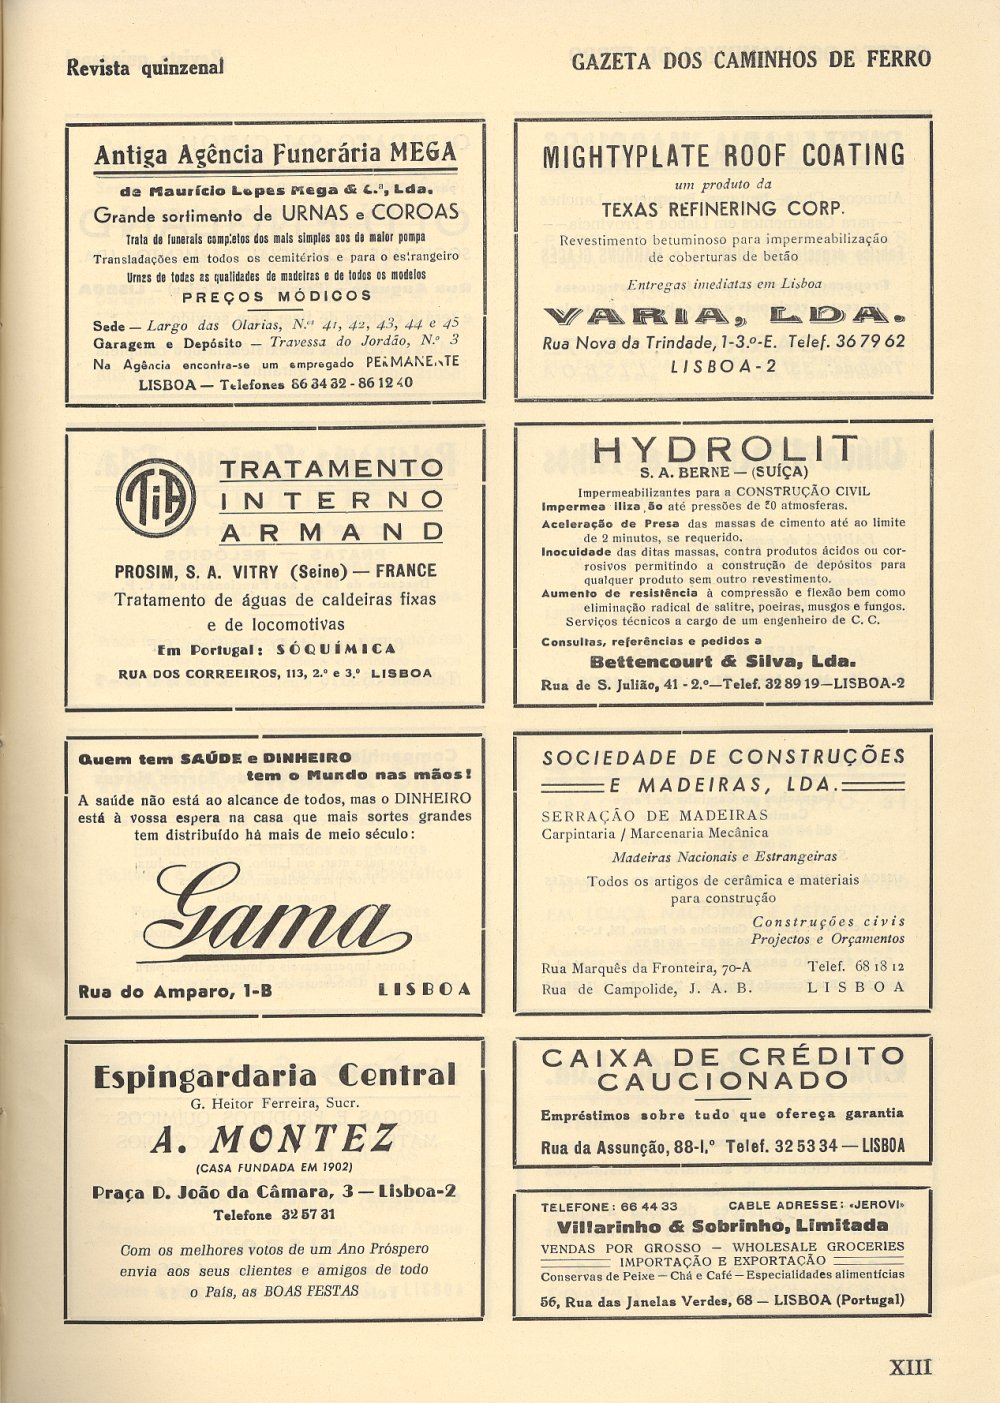 Revista quinzenal
GAZETA DOS CAMINHOS DE FERRO
Antiga Agência Funerária MEGA
de Maurício Lopes Mega & C.ª, Lda.
Grande sortimento de URNAS e COROAS
Trata de funerais completos dos mais simples aos de maior pompa
Transladações em todos os cemitérios e para o estrangeiro
Urnas de todas as qualidades de madeiras e de todos os modelos
PREÇOS MÓDICOS
Sede — Largo das Olarias, N.os 41, 42, 43, 44 e 45
Garagem e Depósito — Travessa do Jordão, N.º 3
Na Agência encontra-se um empregado PERMANENTE
LISBOA — Telefones 86 34 32 - 86 12 40
TRATAMENTO
INTERNO
ARMAND
TIA
PROSIM, S. A. VITRY (Seine) — FRANCE
Tratamento de águas de caldeiras fixas
e de locomotivas
Em Portugal: SÓQUÍMICA
RUA DOS CORREEIROS, 113, 2.º e 3.º LISBOA
Quem tem SAÚDE e DINHEIRO
tem o Mundo nas mãos!
A saúde não está ao alcance de todos, mas o DINHEIRO
está à vossa espera na casa que mais sortes grandes
tem distribuído há mais de meio século:
Gama
Rua do Amparo, 1-B LISBOA
Espingardaria Central
G. Heitor Ferreira, Sucr.
A. MONTEZ
(CASA FUNDADA EM 1902)
Praça D. João da Câmara, 3 — Lisboa-2
Telefone 32 57 31
Com os melhores votos de um Ano Próspero
envia aos seus clientes e amigos de todo
o País, as BOAS FESTAS
MIGHTYPLATE ROOF COATING
um produto da
TEXAS REFINERING CORP.
Revestimento betuminoso para impermeabilização
de coberturas de betão
Entregas imediatas em Lisboa
VARIA, LDA.
Rua Nova da Trindade, 1-3.º-E. Telef. 36 79 62
LISBOA-2
HYDROLIT
S. A. BERNE — (SUÍÇA)
Impermeabilizantes para a CONSTRUÇÃO CIVIL
até pressões de atmosferas.
Aceleração de Presa das massas de cimento até ao limite
de 2 minutos, se requerido.
Inocuidade das ditas massas, contra produtos ácidos ou cor-
rosivos permitindo a construção de depósitos para
qualquer produto sem outro revestimento.
Aumento de resistência à compressão e flexão bem como
eliminação radical de salitre, poeiras, musgos e fungos.
Serviços técnicos a cargo de um engenheiro de C. C.
Consultas, referências e pedidos a
Bettencourt & Silva, Lda.
Rua de S. Julião, 41 - 2.º—Telef. 32 89 19—LISBOA-2
SOCIEDADE DE CONSTRUÇÕES
E MADEIRAS, LDA.
SERRAÇÃO DE MADEIRAS
Carpintaria / Marcenaria Mecânica
Madeiras Nacionais e Estrangeiras
Todos os artigos de cerâmica e materiais
para construção
Construções civis
Projectos e Orçamentos
Rua Marquês da Fronteira, 70-A Telef. 68 18 12
Rua de Campolide, J. A. B. LISBOA
CAIXA DE CRÉDITO
CAUCIONADO
Empréstimos sobre tudo que ofereça garantia
Rua da Assunção, 88-1.º Telef. 32 53 34 — LISBOA
TELEFONE: 66 44 33 CABLE ADRESSE: «JEROVI»
Villarinho & Sobrinho, Limitada
VENDAS POR GROSSO — WHOLESALE GROCERIES
IMPORTAÇÃO E EXPORTAÇÃO
Conservas de Peixe — Chá e Café — Especialidades alimentícias
56, Rua das Janelas Verdes, 68 — LISBOA (Portugal)
XIII